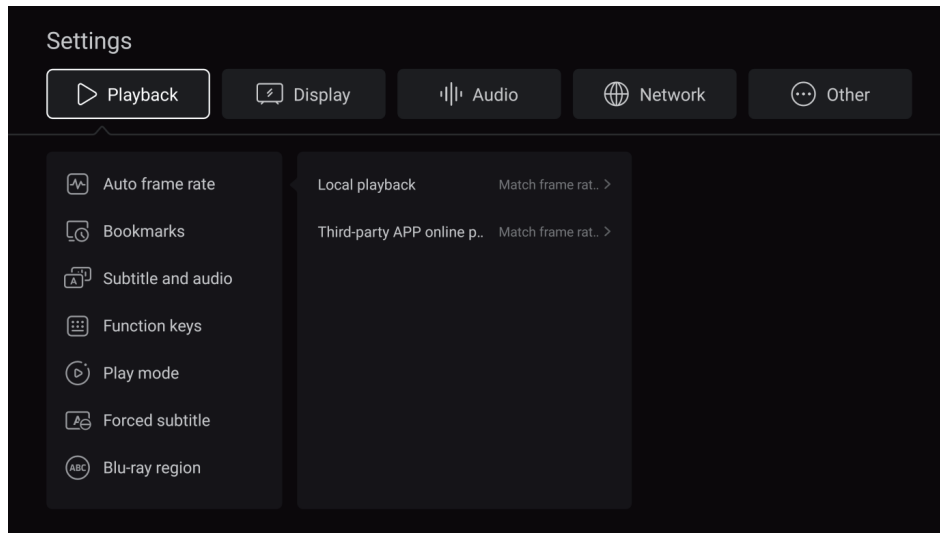 Settings
Playback
Display
Audio
Network
Other
Auto frame rate
Bookmarks
Subtitle and audio
Function keys
Play mode
Forced subtitle
Blu-ray region
Local playback Match frame rat..
Third-party APP online p.. Match frame rat..
A
A
ABC